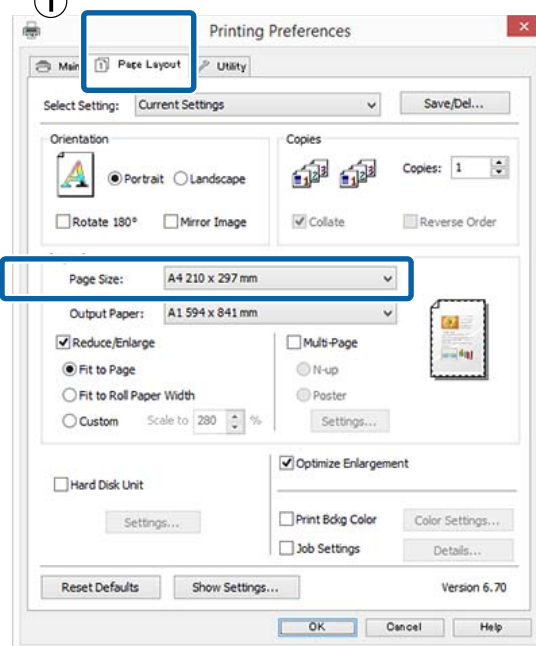 ①
Printing Preferences
Main Page Layout Utility
Select Setting: Current Settings Save/Del...
Orientation Copies
Portrait Landscape Copies: 1
Rotate 180° Mirror Image Collate Reverse Order
Page Size: A4 210 x 297 mm
Output Paper: A1 594 x 841 mm
Reduce/Enlarge Multi-Page
Fit to Page N-up
Fit to Roll Paper Width Poster
Custom Scale to 280 % Settings...
Optimize Enlargement
Hard Disk Unit
Settings... Print Bckg Color Color Settings...
Job Settings Details...
Reset Defaults Show Settings... Version 6.70
OK Cancel Help